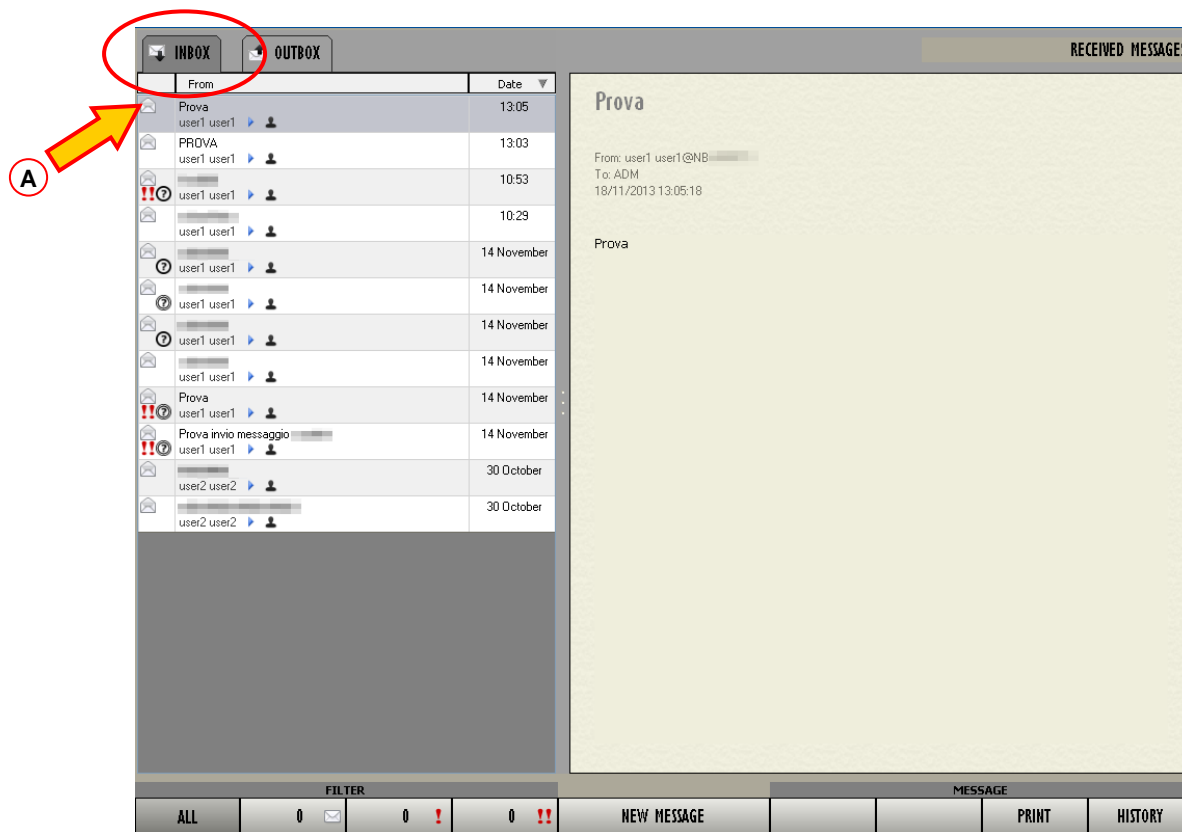 INBOX
OUTBOX
RECEIVED MESSAGES
From
Date
A
Prova
13:05
user1 user1
PROVA
13:03
user1 user1
10:53
user1 user1
10:29
user1 user1
14 November
user1 user1
14 November
user1 user1
14 November
user1 user1
14 November
user1 user1
Prova
14 November
user1 user1
Prova invio messaggio
14 November
user1 user1
30 October
user2 user2
30 October
user2 user2
Prova
From: user1 user1@NB
To: ADM
18/11/2013 13:05:18
Prova
FILTER
MESSAGE
ALL
0
0 !
0 !!
NEW MESSAGE
PRINT
HISTORY